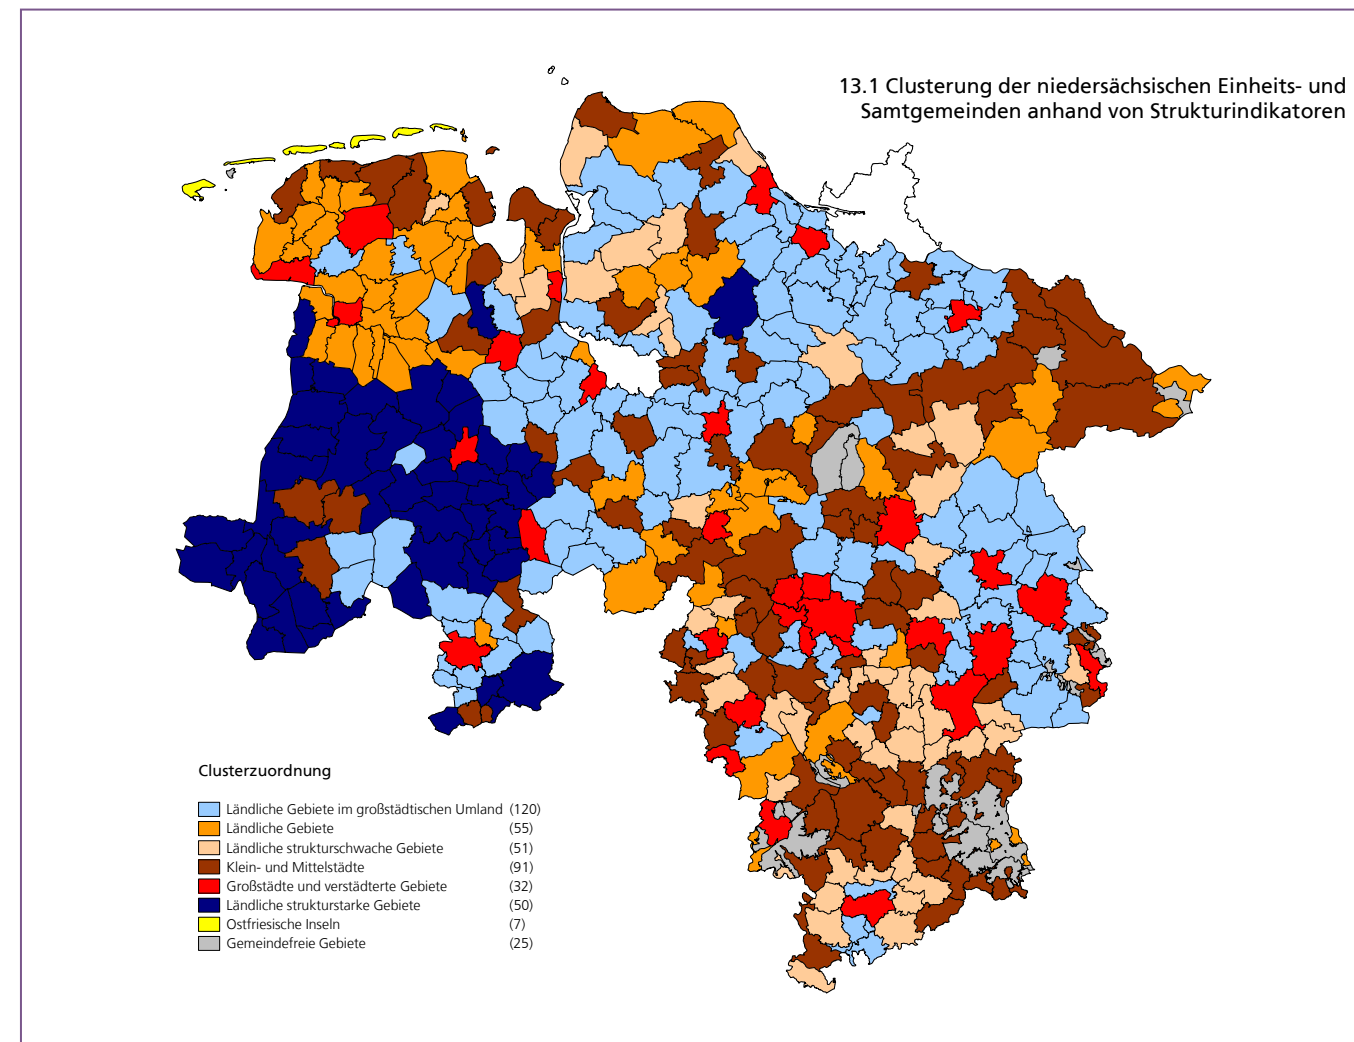 13.1 Clusterung der niedersächsischen Einheits- und
Samtgemeinden anhand von Strukturindikatoren
Clusterzuordnung
Ländliche Gebiete im großstädtischen Umland (120)
Ländliche Gebiete (55)
Ländliche strukturschwache Gebiete (51)
Klein- und Mittelstädte (91)
Großstädte und verstädterte Gebiete (32)
Ländliche strukturstarke Gebiete (50)
Ostfriesische Inseln (7)
Gemeindefreie Gebiete (25)